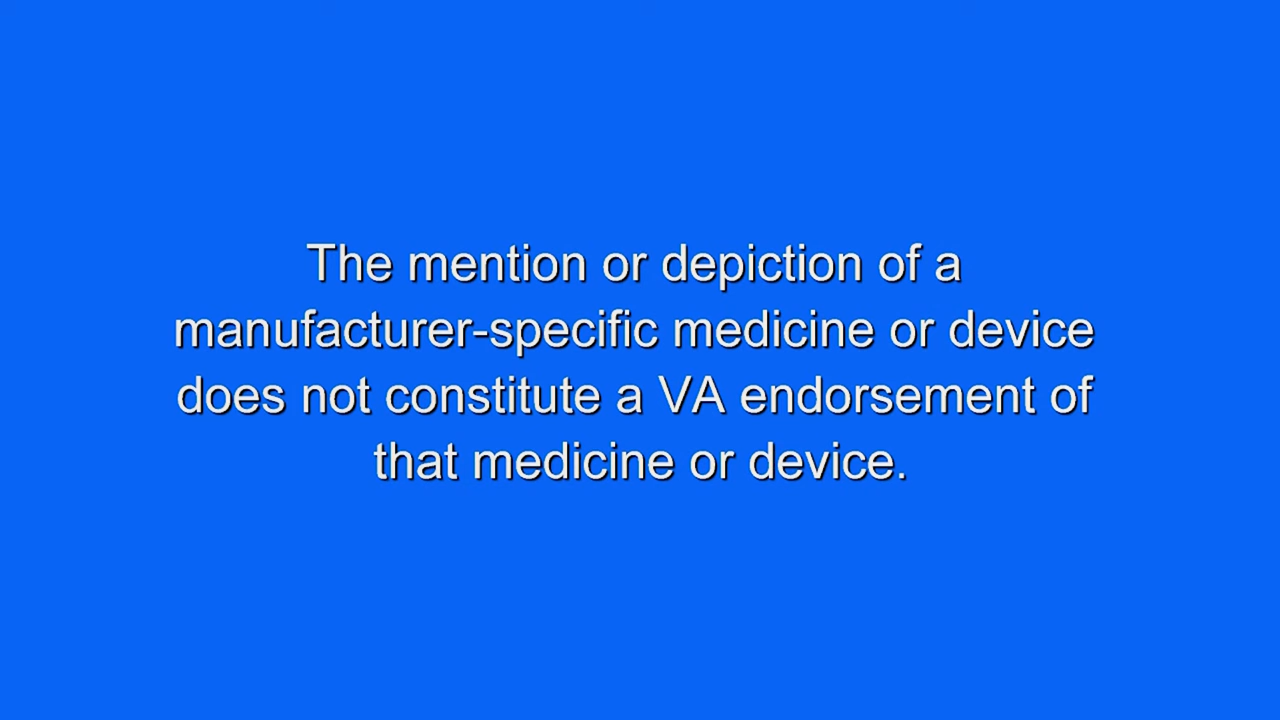 The mention or depiction of a
manufacturer-specific medicine or device
does not constitute a VA endorsement of
that medicine or device.